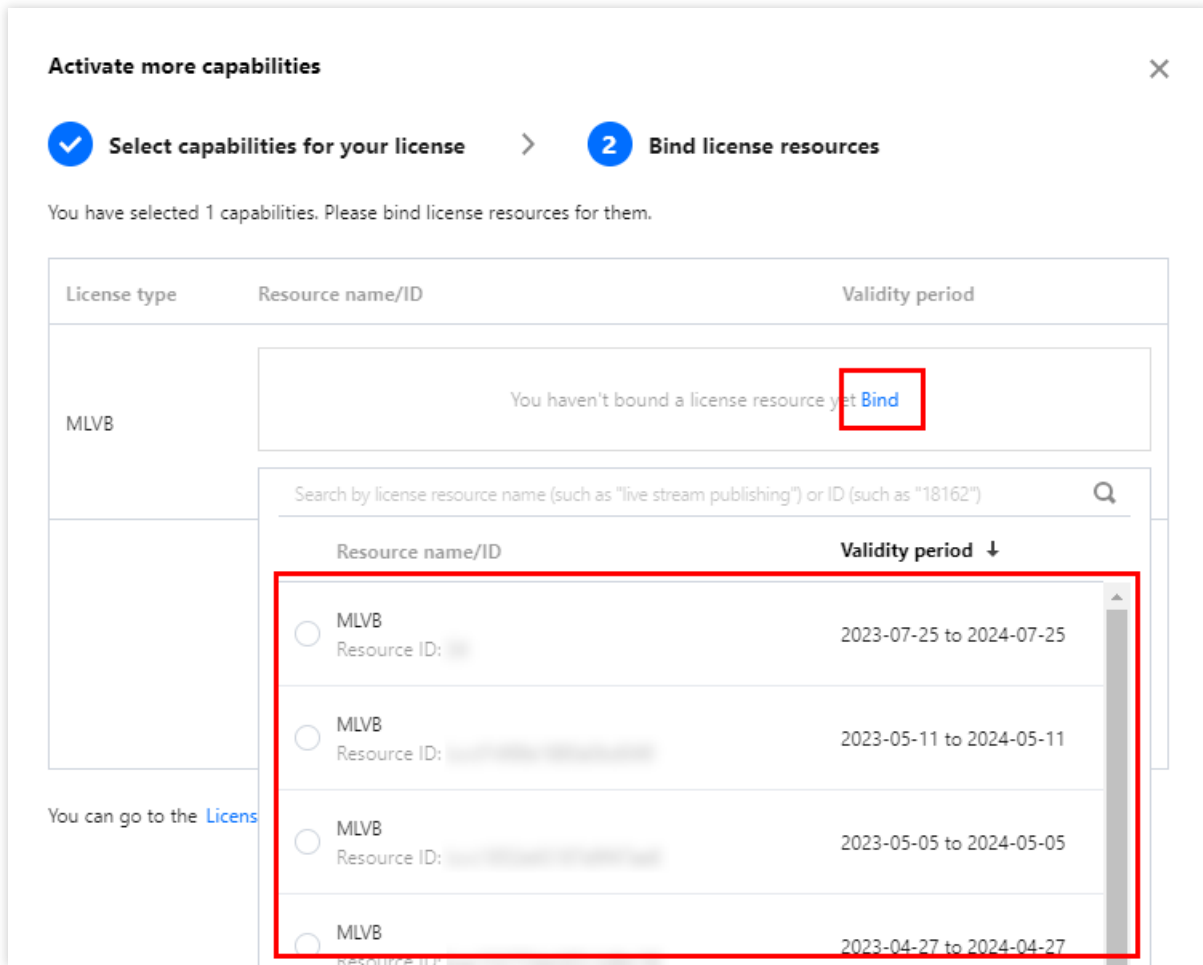 Activate more capabilities
Select capabilities for your license
2 Bind license resources
You have selected 1 capabilities. Please bind license resources for them.
License type Resource name/ID Validity period
MLVB
You haven't bound a license resource yet Bind
Search by license resource name (such as "live stream publishing") or ID (such as "18162")
Resource name/ID Validity period
MLVB
Resource ID:
2023-07-25 to 2024-07-25
MLVB
Resource ID:
2023-05-11 to 2024-05-11
You can go to the Licens
MLVB
Resource ID:
2023-05-05 to 2024-05-05
MLVB
Resource ID:
2023-04-27 to 2024-04-27